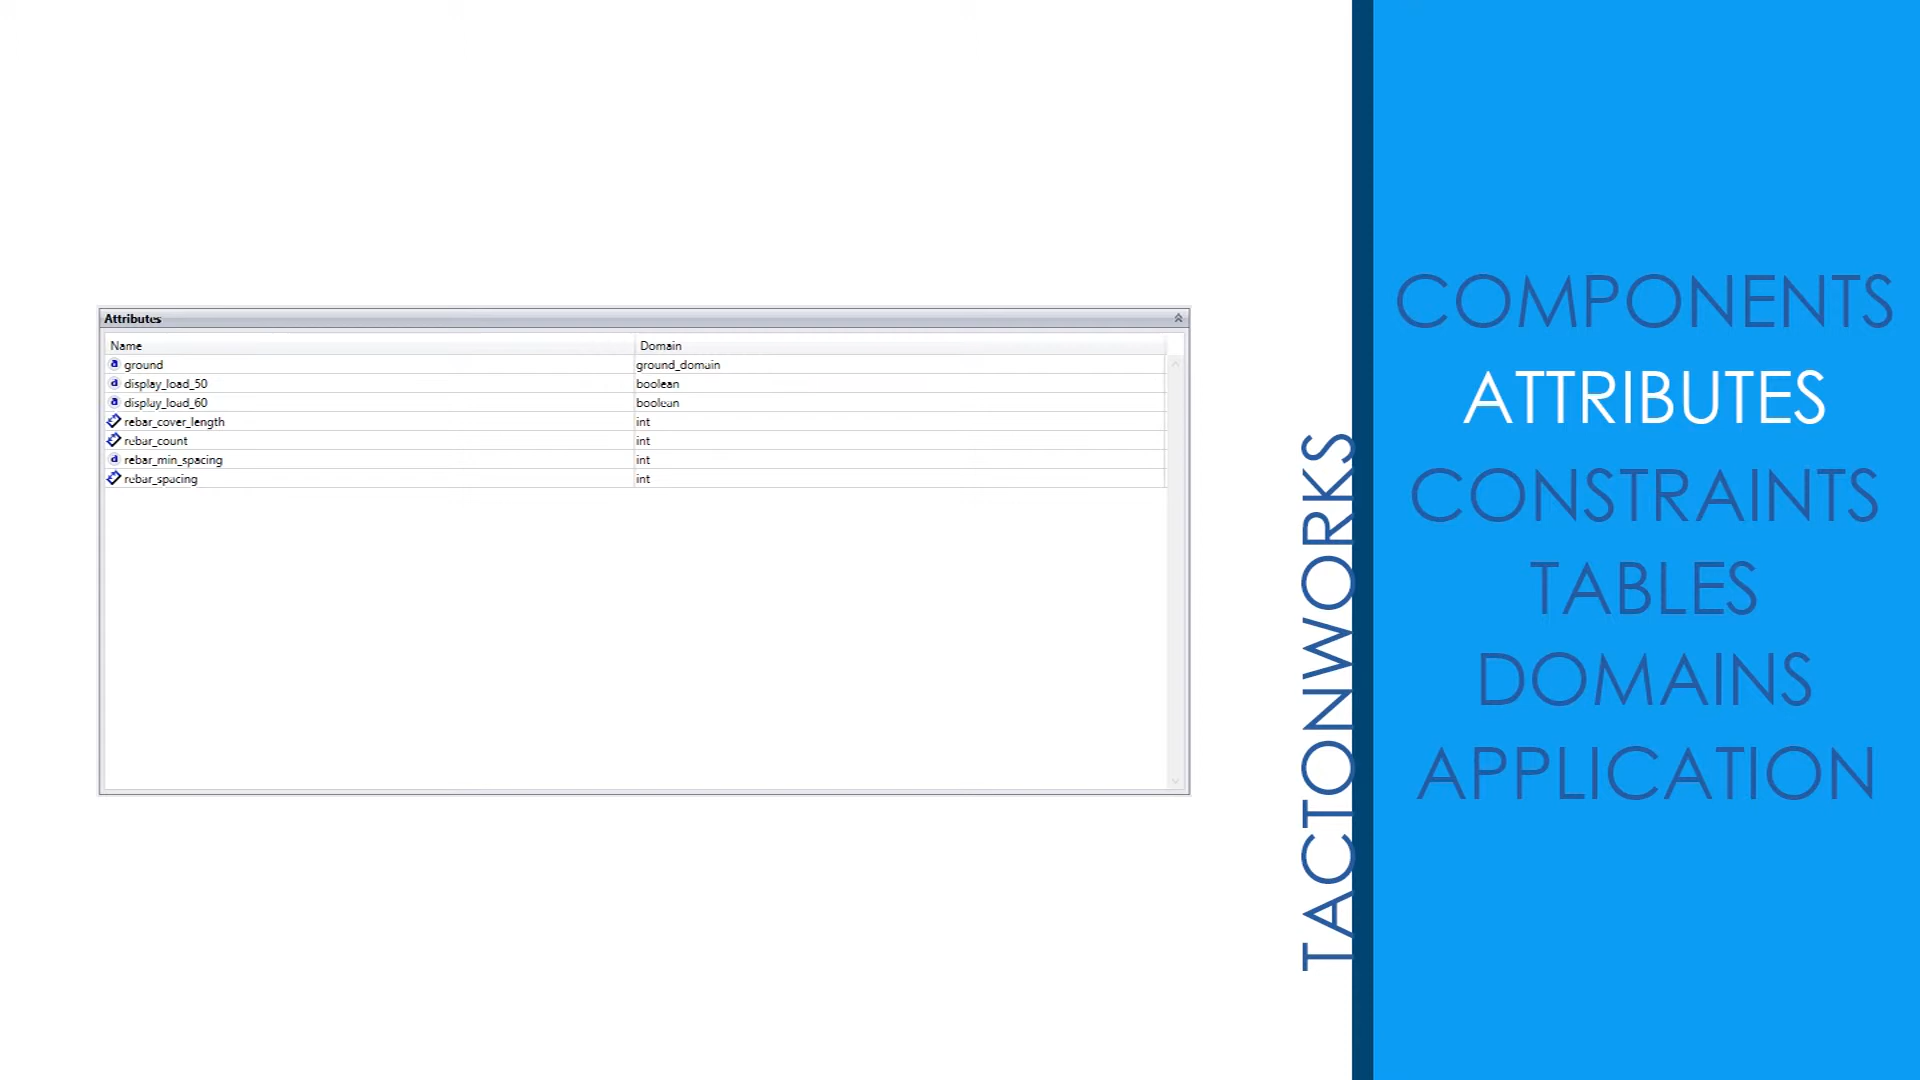 Attributes
Name Domain
ground ground_domain
display_load_50 boolean
display_load_60 boolean
rebar_cover_length int
rebar_count int
rebar_min_spacing int
rebar_spacing int
TACTONWORKS
COMPONENTS
ATTRIBUTES
CONSTRAINTS
TABLES
DOMAINS
APPLICATION